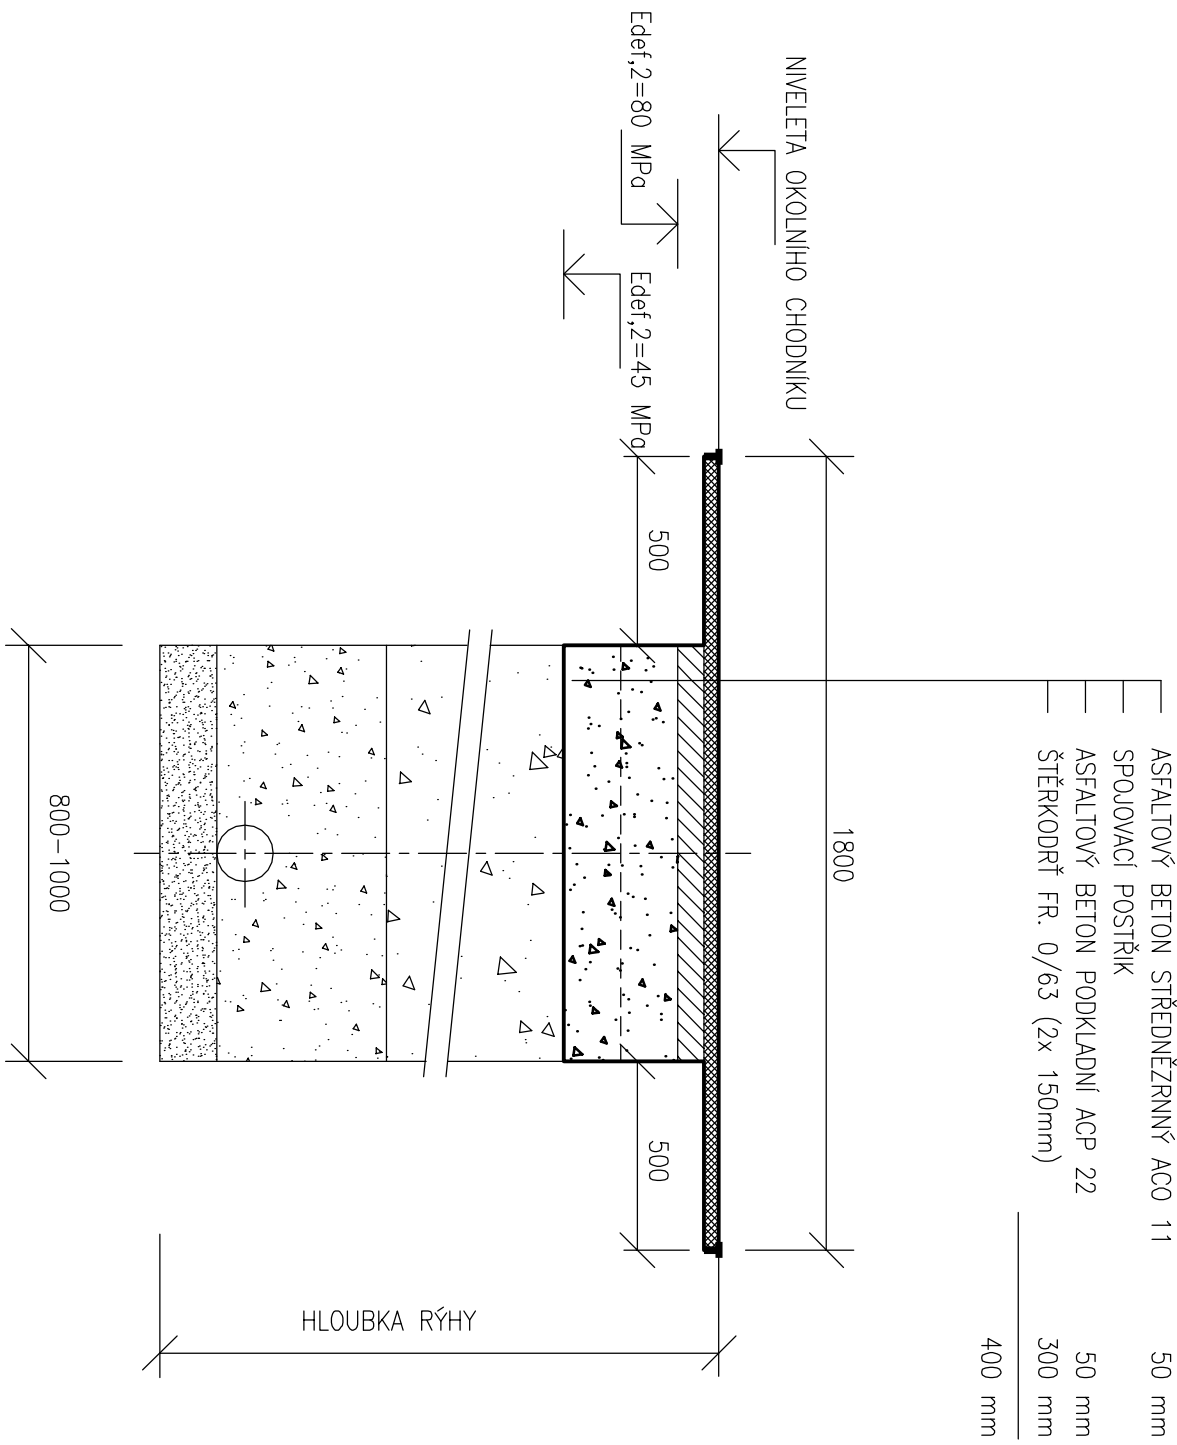 ASFALTOVÝ BETON STŘEDNĚZRNNÝ ACO 11 50 mm
SPOJOVACÍ POSTŘIK
ASFALTOVÝ BETON PODKLADNÍ ACP 22 50 mm
ŠTĚRKODRŤ FR. 0/63 (2x 150mm) 300 mm
400 mm
1800
NIVELETA OKOLNÍHO CHODNÍKU
Edef,2=80 MPa
Edef,2=45 MPa
500
500
HLOUBKA RÝHY
800-1000